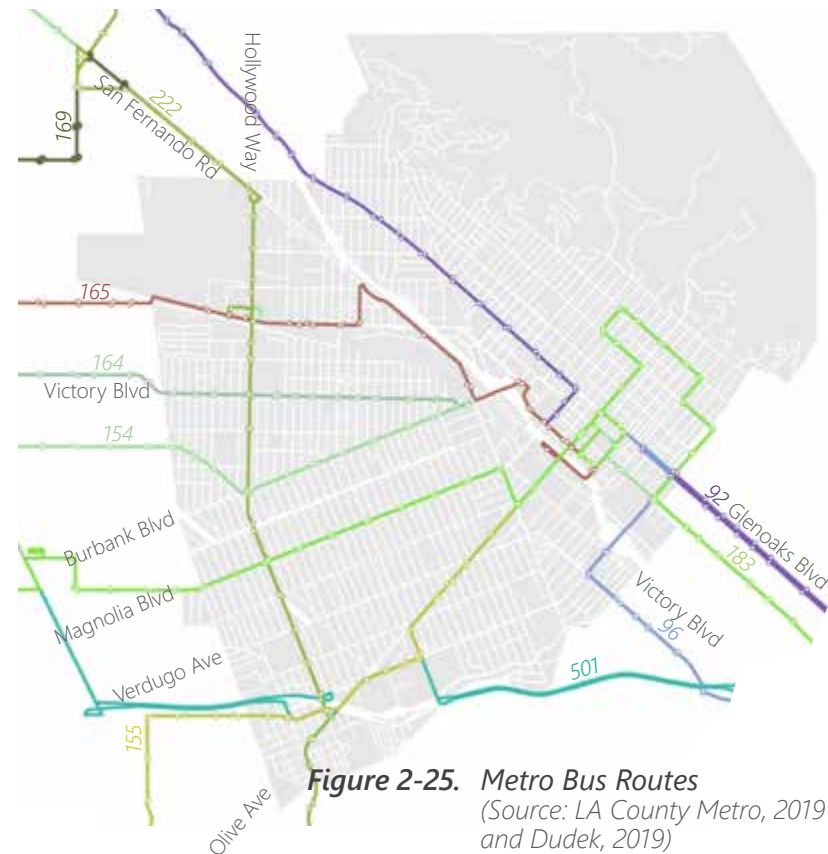 Hollywood Way
San Fernando Rd
222
169
165
164
Victory Blvd
154
Burbank Blvd
Magnolia Blvd
Verdugo Ave
155
Olive Ave
92 Glenoaks Blvd
183
Victory Blvd
96
501
Figure 2-25. Metro Bus Routes
(Source: LA County Metro, 2019
and Dudek, 2019)